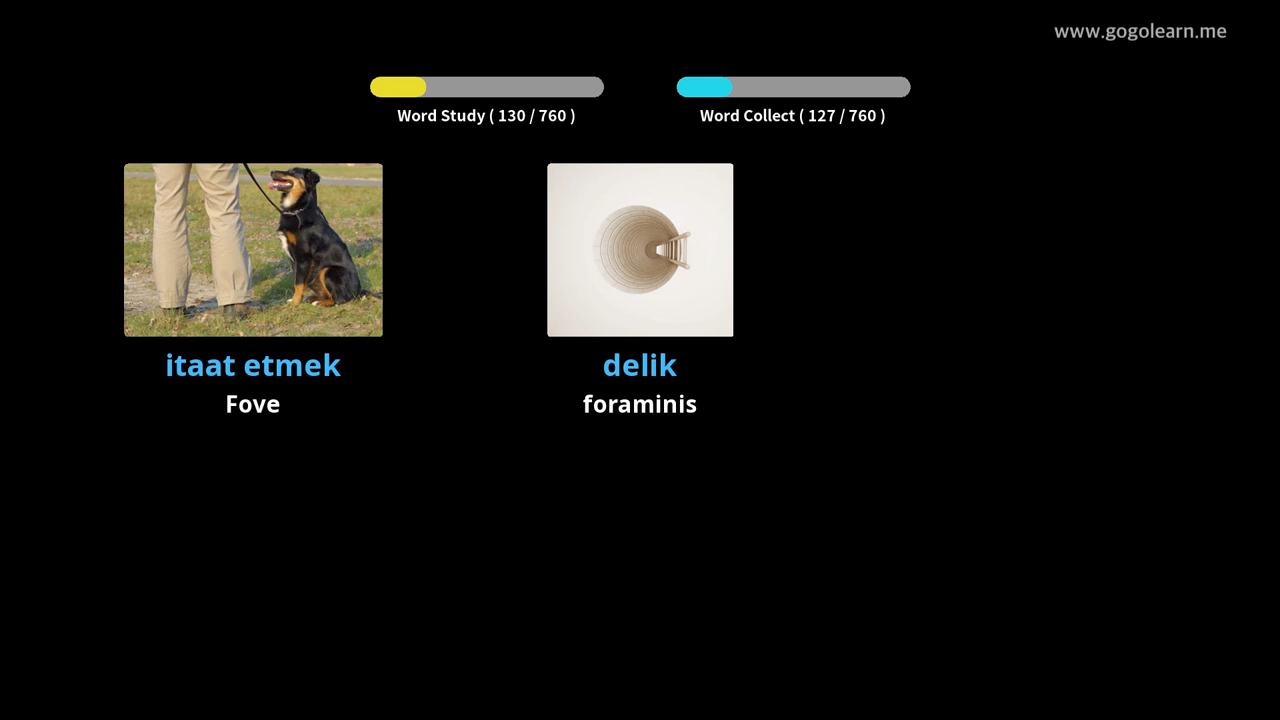 www.gogolearn.me
Word Study ( 130 / 760 )
Word Collect ( 127 / 760 )
itaat etmek
Fove
delik
foraminis